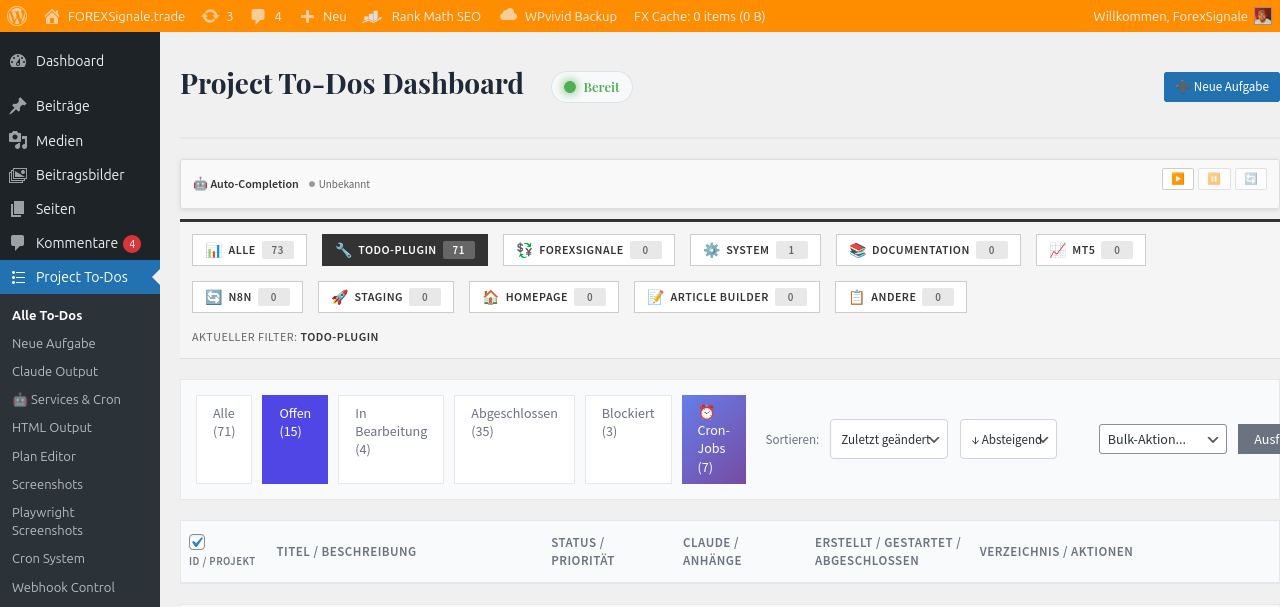 FOREXSignale.trade 3 4 Neu Rank Math SEO WPvivid Backup FX Cache: 0 items (0 B) Willkommen, ForexSignale
Dashboard
Beiträge
Medien
Beitragsbilder
Seiten
Kommentare 4
Project To-Dos
Alle To-Dos
Neue Aufgabe
Claude Output
🤖 Services & Cron
HTML Output
Plan Editor
Screenshots
Playwright
Screenshots
Cron System
Webhook Control
Project To-Dos Dashboard Bereit ➕ Neue Aufgabe
🤖 Auto-Completion Unbekannt
ALLE 73 TODO-PLUGIN 71 FOREXSIGNALE 0 SYSTEM 1 DOCUMENTATION 0 MT5 0
N8N 0 STAGING 0 HOMEPAGE 0 ARTICLE BUILDER 0 ANDERE 0
AKTUELLER FILTER: TODO-PLUGIN
Alle
(71)
Offen
(15)
In
Bearbeitung
(4)
Abgeschlossen
(35)
Blockiert
(3)
Cron-
Jobs
(7)
Sortieren: Zuletzt geändert ↓ Absteigend Bulk-Aktion... Ausf
ID / PROJEKT
TITEL / BESCHREIBUNG
STATUS /
PRIORITÄT
CLAUDE /
ANHÄNGE
ERSTELLT / GESTARTET /
ABGESCHLOSSEN
VERZEICHNIS / AKTIONEN